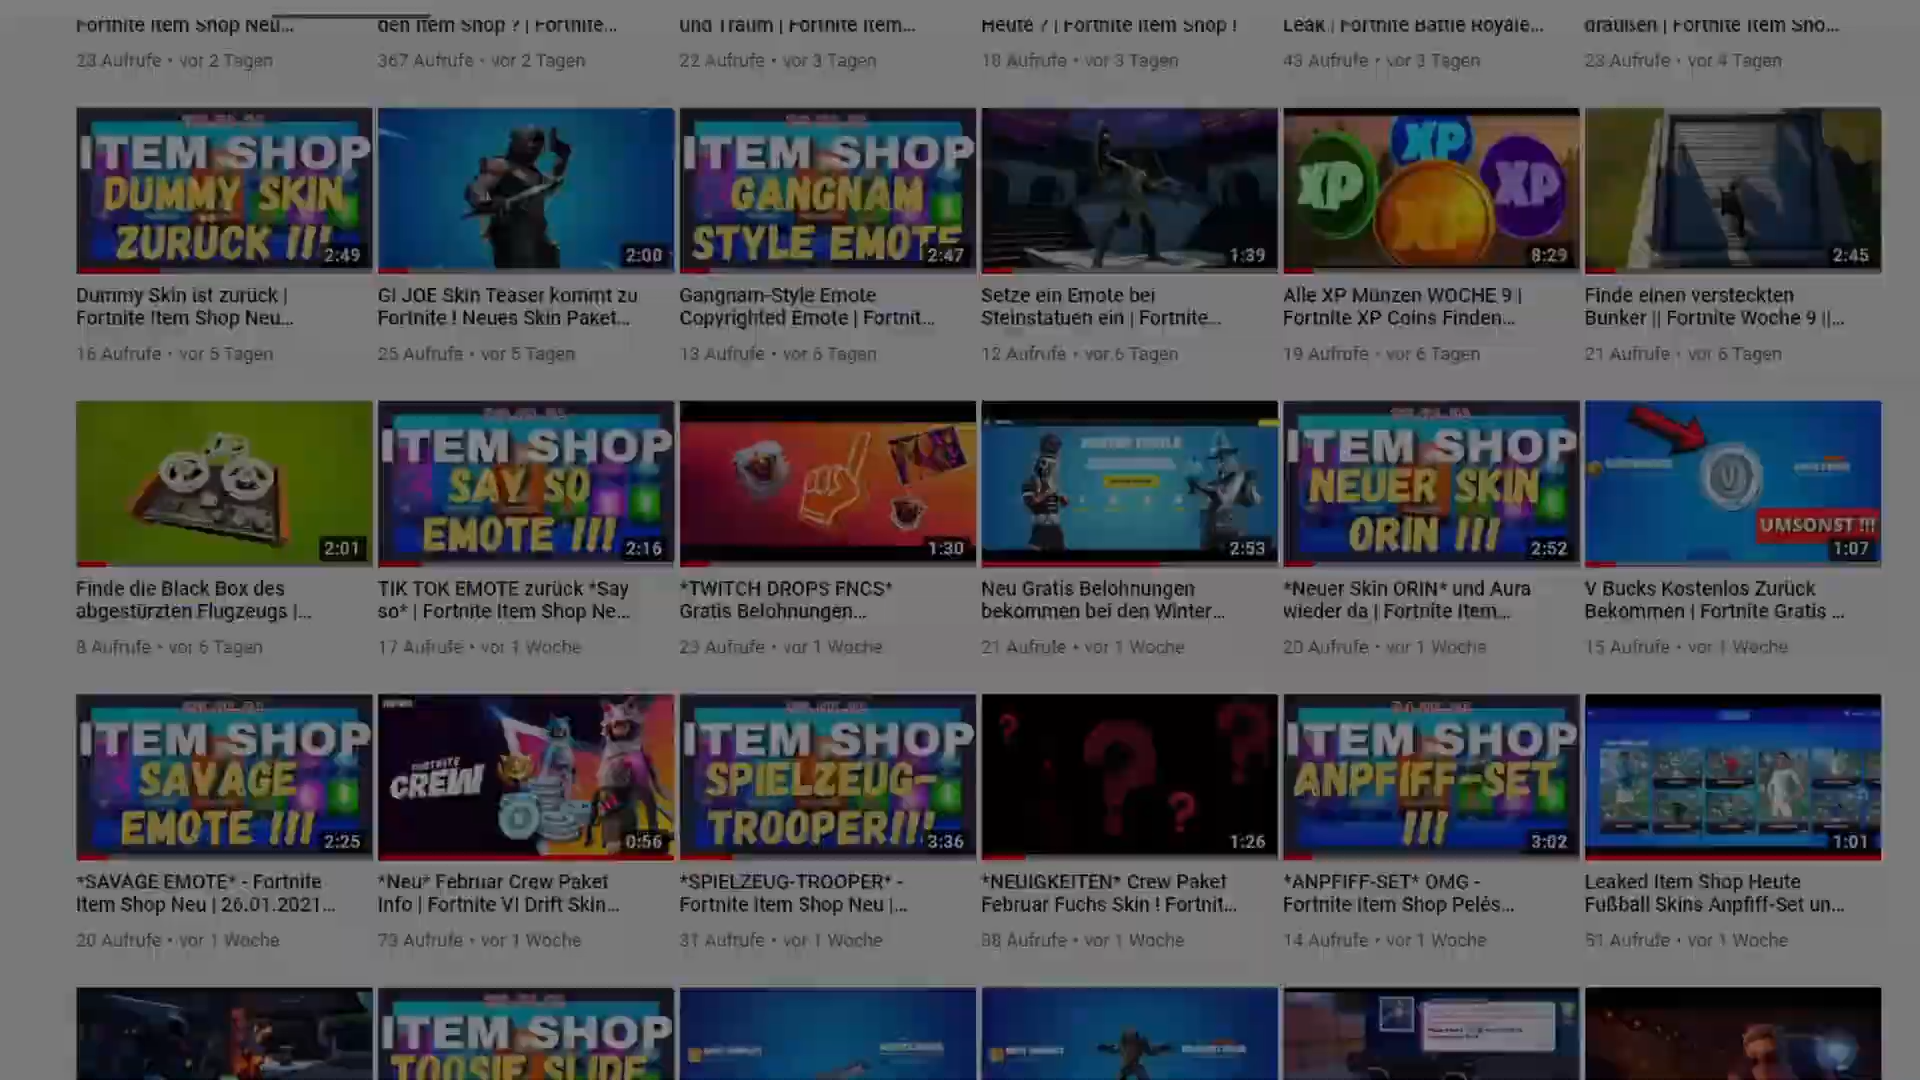 Fortnite Item Shop Neu...
den Item Shop ? | Fortnite...
und Traum | Fortnite Item...
Heute ? | Fortnite Item Shop !
Leak | Fortnite Battle Royale...
draußen | Fortnite Item Sho...
23 Aufrufe • vor 2 Tagen
367 Aufrufe • vor 2 Tagen
22 Aufrufe • vor 3 Tagen
18 Aufrufe • vor 3 Tagen
43 Aufrufe • vor 3 Tagen
23 Aufrufe • vor 4 Tagen
ITEM SHOP
DUMMY SKIN
ZURÜCK !!!
2:49
2:00
ITEM SHOP
GANGNAM
STYLE EMOTE
2:47
1:39
XP
XP
XP
XP
8:29
2:45
Dummy Skin ist zurück |
Fortnite Item Shop Neu...
16 Aufrufe • vor 5 Tagen
GI JOE Skin Teaser kommt zu
Fortnite ! Neues Skin Paket...
25 Aufrufe • vor 5 Tagen
Gangnam-Style Emote
Copyrighted Emote | Fortnit...
13 Aufrufe • vor 6 Tagen
Setze ein Emote bei
Steinstatuen ein | Fortnite...
12 Aufrufe • vor 6 Tagen
Alle XP Münzen WOCHE 9 |
Fortnite XP Coins Finden...
19 Aufrufe • vor 6 Tagen
Finde einen versteckten
Bunker || Fortnite Woche 9 ||...
21 Aufrufe • vor 6 Tagen
2:01
ITEM SHOP
SAY SO
EMOTE !!!
2:16
1:30
2:53
ITEM SHOP
NEUER SKIN
ORIN !!!
2:52
V
UMSONST !!!
1:07
Finde die Black Box des
abgestürzten Flugzeugs |...
8 Aufrufe • vor 6 Tagen
TIK TOK EMOTE zurück *Say
so* | Fortnite Item Shop Ne...
17 Aufrufe • vor 1 Woche
*TWITCH DROPS FNCS*
Gratis Belohnungen...
23 Aufrufe • vor 1 Woche
Neu Gratis Belohnungen
bekommen bei den Winter...
21 Aufrufe • vor 1 Woche
*Neuer Skin ORIN* und Aura
wieder da | Fortnite Item...
20 Aufrufe • vor 1 Woche
V Bucks Kostenlos Zurück
Bekommen | Fortnite Gratis ...
15 Aufrufe • vor 1 Woche
ITEM SHOP
SAVAGE
EMOTE !!!
2:25
FORTNITE
CREW
0:56
ITEM SHOP
SPIELZEUG-
TROOPER!!!
3:36
? ? ? ?
1:26
ITEM SHOP
ANPFIFF-SET
!!!
3:02
1:01
*SAVAGE EMOTE* - Fortnite
Item Shop Neu | 26.01.2021...
20 Aufrufe • vor 1 Woche
*Neu* Februar Crew Paket
Info | Fortnite VI Drift Skin...
73 Aufrufe • vor 1 Woche
*SPIELZEUG-TROOPER* -
Fortnite Item Shop Neu |...
31 Aufrufe • vor 1 Woche
*NEUIGKEITEN* Crew Paket
Februar Fuchs Skin ! Fortnit...
Aufrufe • vor 1 Woche
*ANPFIFF-SET* OMG -
Fortnite Item Shop Pelés...
14 Aufrufe • vor 1 Woche
Leaked Item Shop Heute
Fußball Skins Anpfiff-Set un...
51 Aufrufe • vor 1 Woche
ITEM SHOP
TOOSIE SLIDE